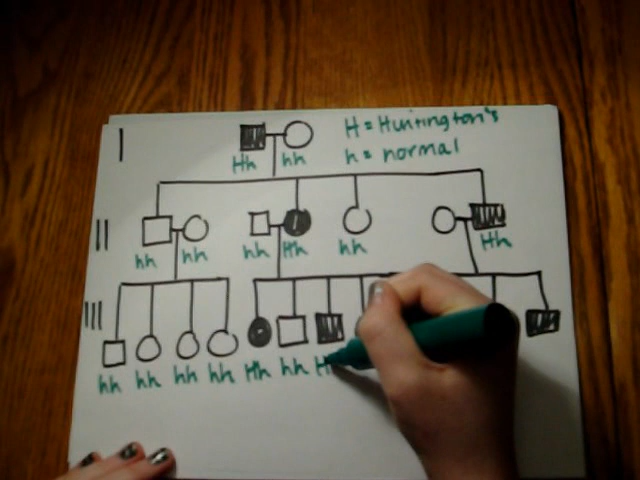 I
H = Huntington's
h = normal
Hh hh
II
hh hh hh Hh hh Hh
III
hh hh hh hh Hh hh H